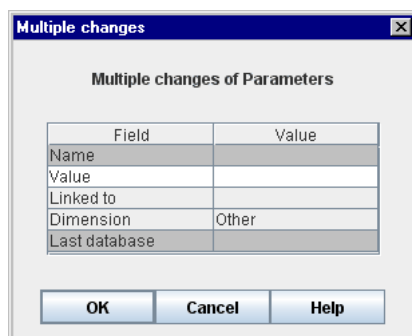 Multiple changes
Multiple changes of Parameters
Field Value
Name
Value
Linked to
Dimension Other
Last database
OK Cancel Help